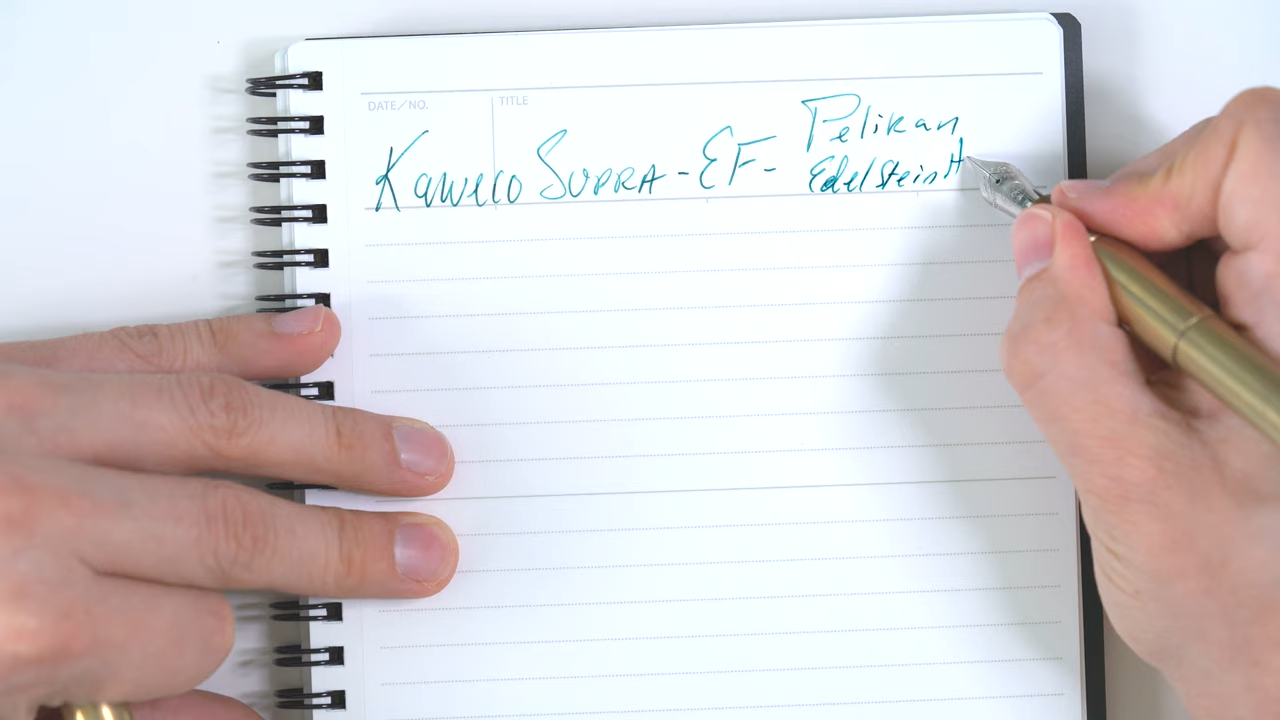 DATE/NO.
TITLE
Kaweco SUPRA - EF - Pelikan
Edelstein